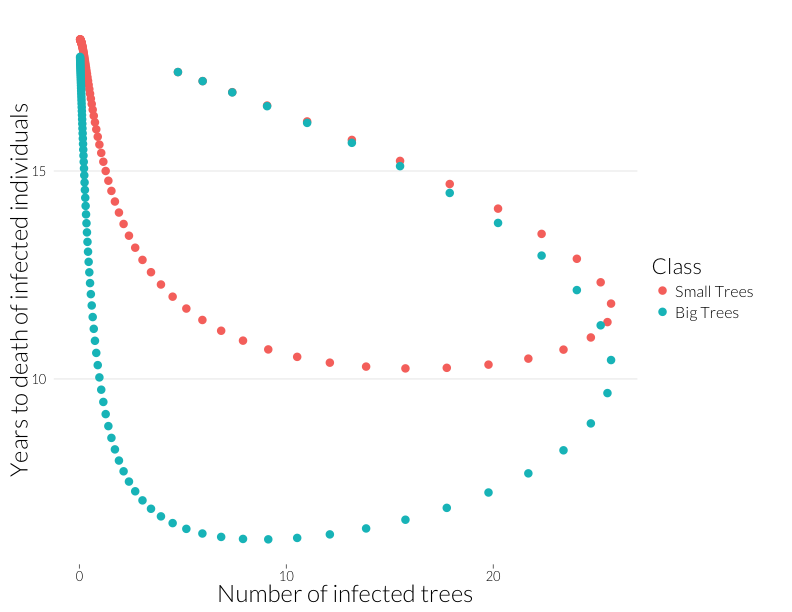 Years to death of infected individuals
15
10
0
10
20
Number of infected trees
Class
Small Trees
Big Trees